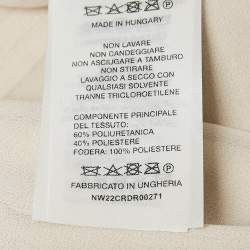 MADE IN HUNGARY
NON LAVARE
NON CANDEGGIARE
NON ASCIUGARE A TAMBURO
NON STIRARE
LAVAGGIO A SECCO CON
QUALSIASI SOLVENTE
TRANNE TRICLOROETILENE
COMPONENTE PRINCIPALE
DEL TESSUTO:
60% POLIURETANICA
40% POLIESTERE
FODERA: 100% POLIESTERE
FABBRICATO IN UNGHERIA
NW22CRDR00271